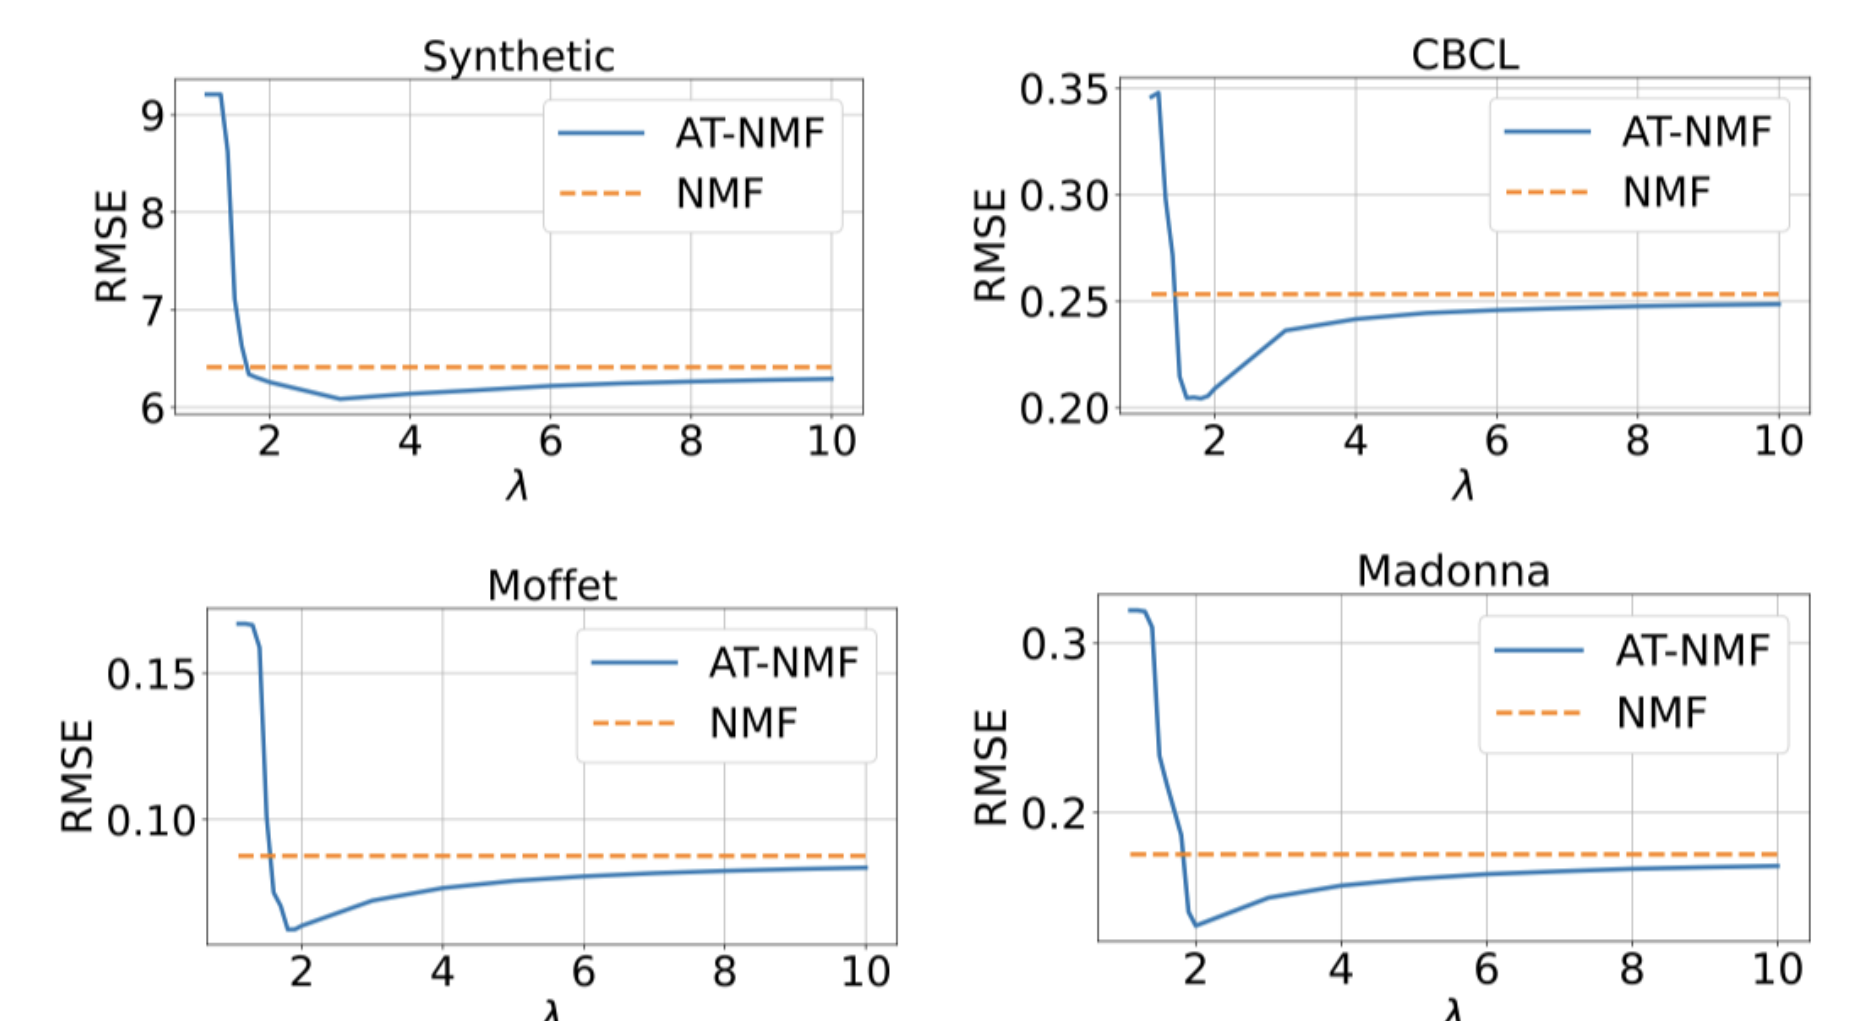 Synthetic
9
8
7
6
RMSE
AT-NMF
NMF
2 4 6 8 10
λ
CBCL
0.35
0.30
0.25
0.20
RMSE
AT-NMF
NMF
2 4 6 8 10
λ
Moffet
0.15
0.10
RMSE
AT-NMF
NMF
2 4 6 8 10
λ
Madonna
0.3
0.2
RMSE
AT-NMF
NMF
2 4 6 8 10
λ